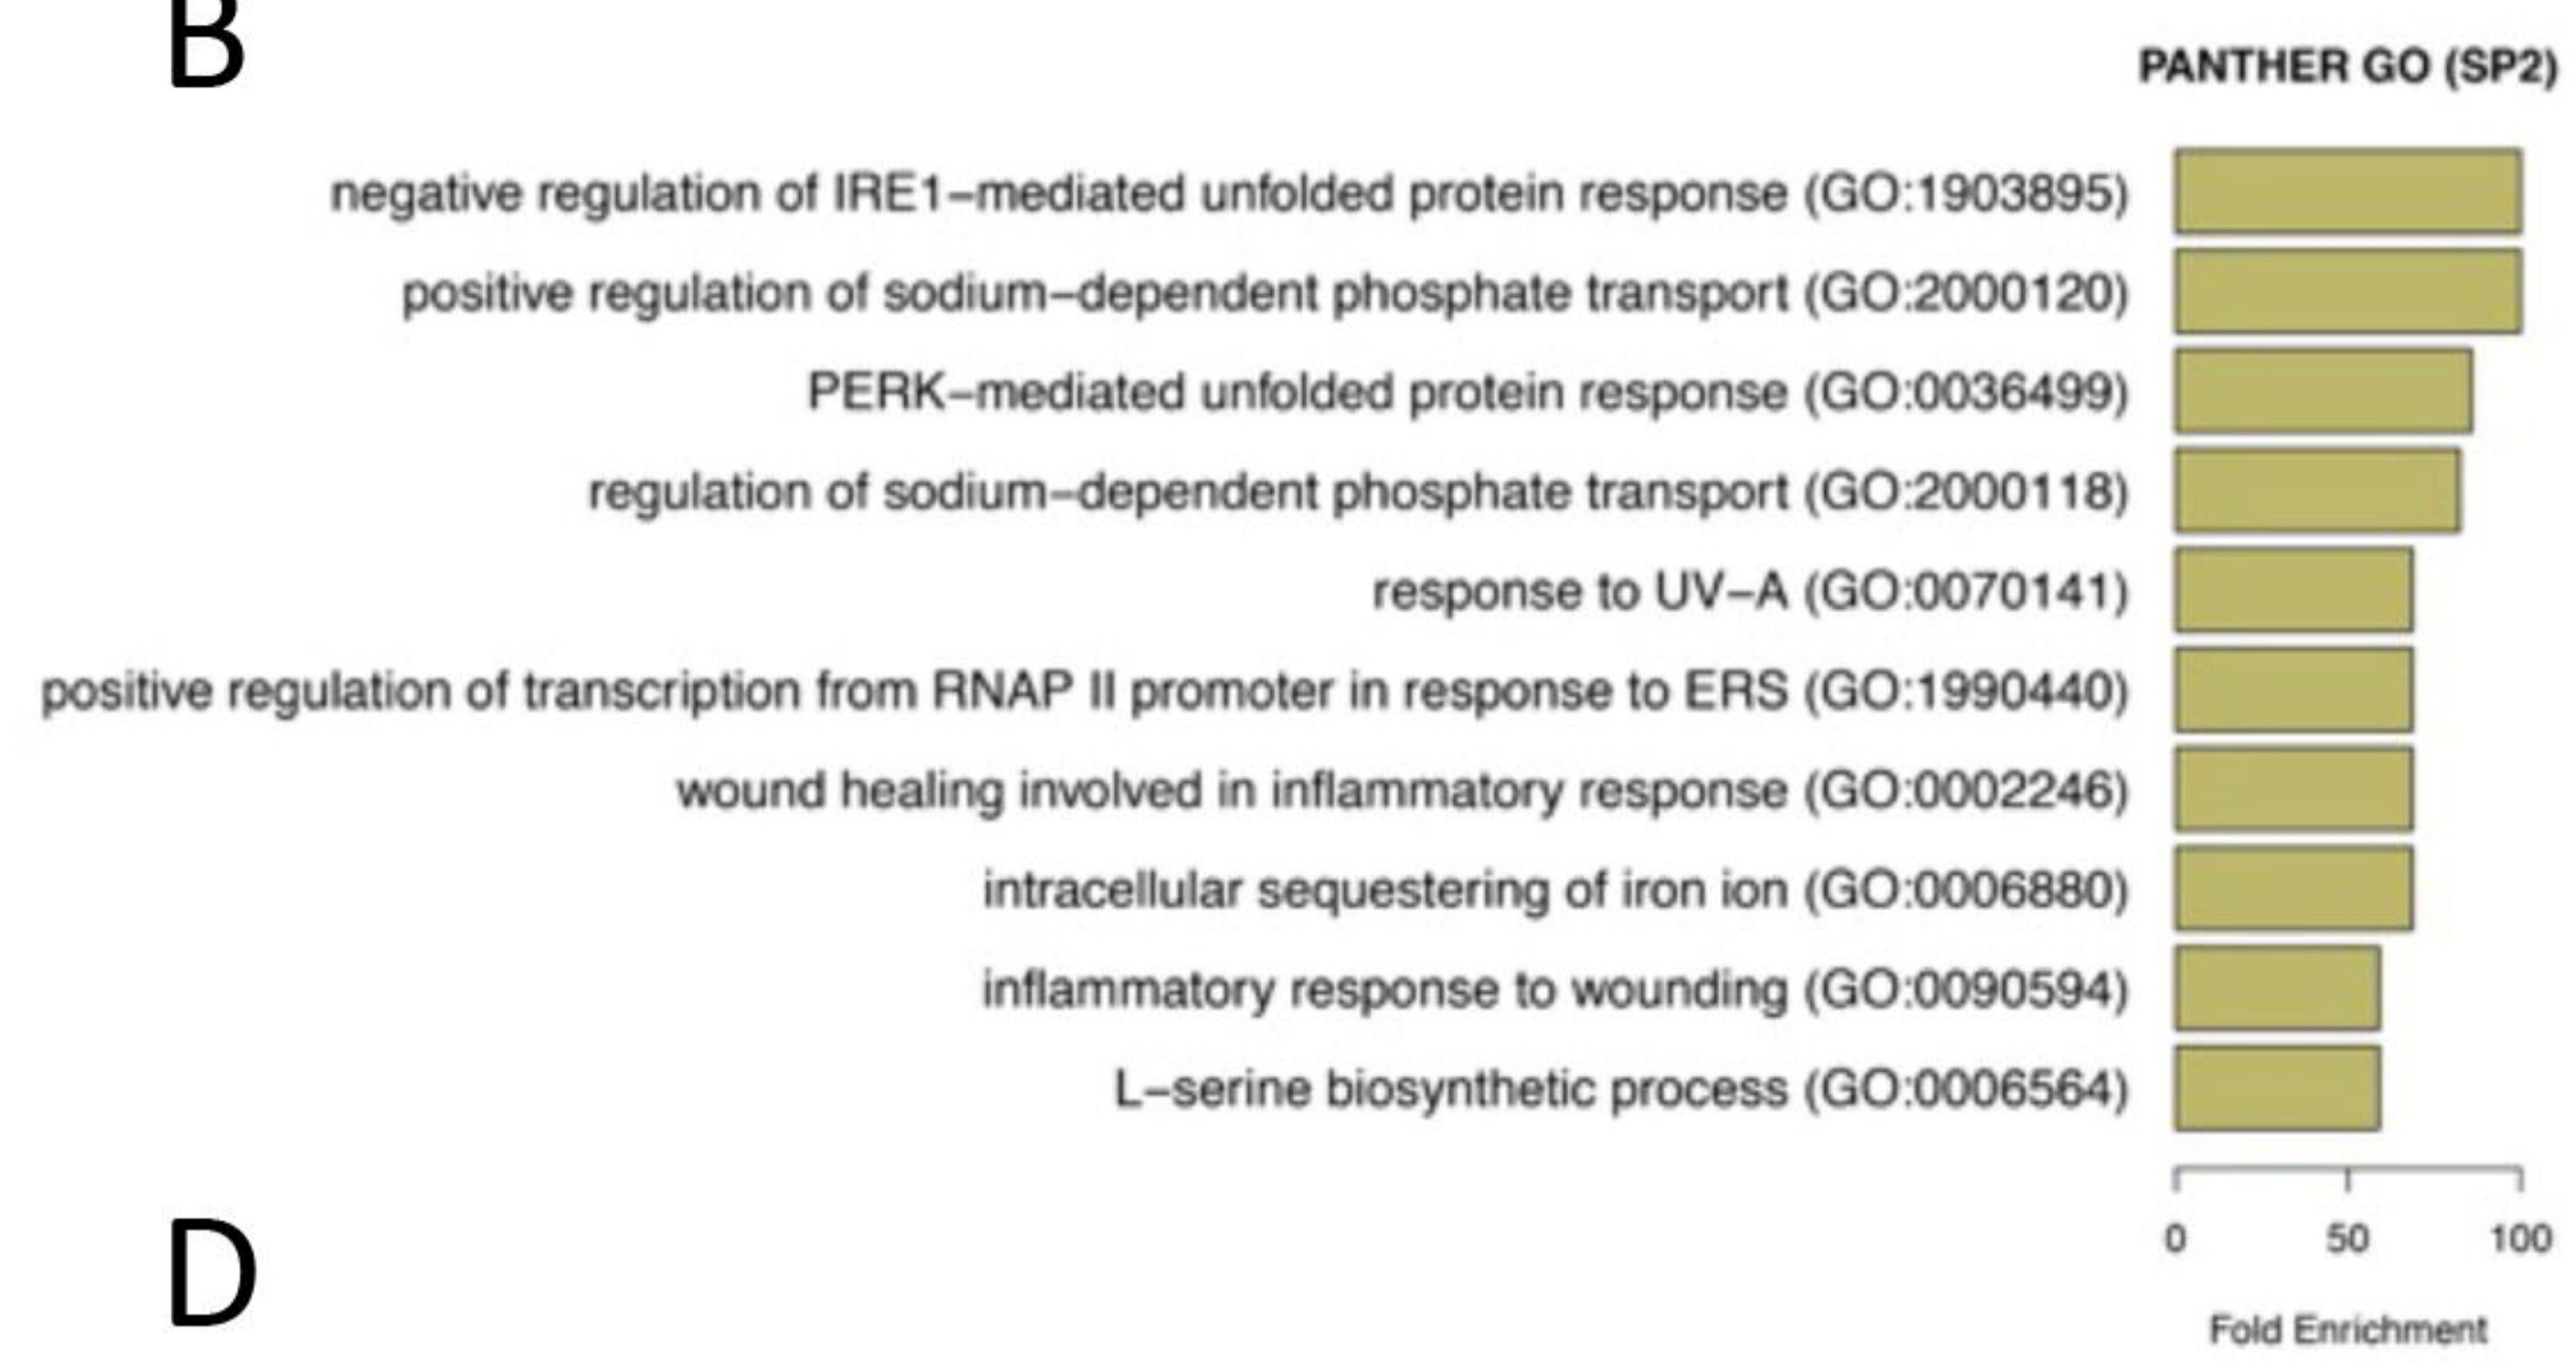 B
PANTHER GO (SP2)
negative regulation of IRE1–mediated unfolded protein response (GO:1903895)
positive regulation of sodium–dependent phosphate transport (GO:2000120)
PERK–mediated unfolded protein response (GO:0036499)
regulation of sodium–dependent phosphate transport (GO:2000118)
response to UV–A (GO:0070141)
positive regulation of transcription from RNAP II promoter in response to ERS (GO:1990440)
wound healing involved in inflammatory response (GO:0002246)
intracellular sequestering of iron ion (GO:0006880)
inflammatory response to wounding (GO:0090594)
L–serine biosynthetic process (GO:0006564)
0 50 100
Fold Enrichment
D